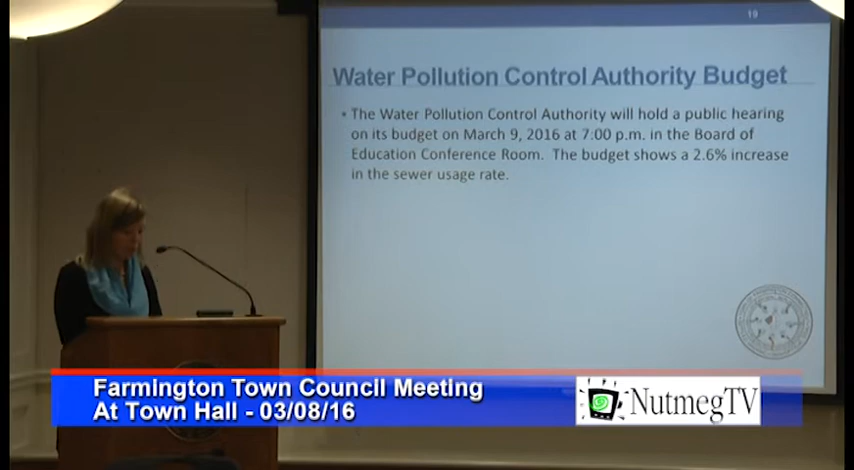 19
Water Pollution Control Authority Budget
• The Water Pollution Control Authority will hold a public hearing
on its budget on March 9, 2016 at 7:00 p.m. in the Board of
Education Conference Room. The budget shows a 2.6% increase
in the sewer usage rate.
Farmington Town Council Meeting
At Town Hall - 03/08/16
NutmegTV